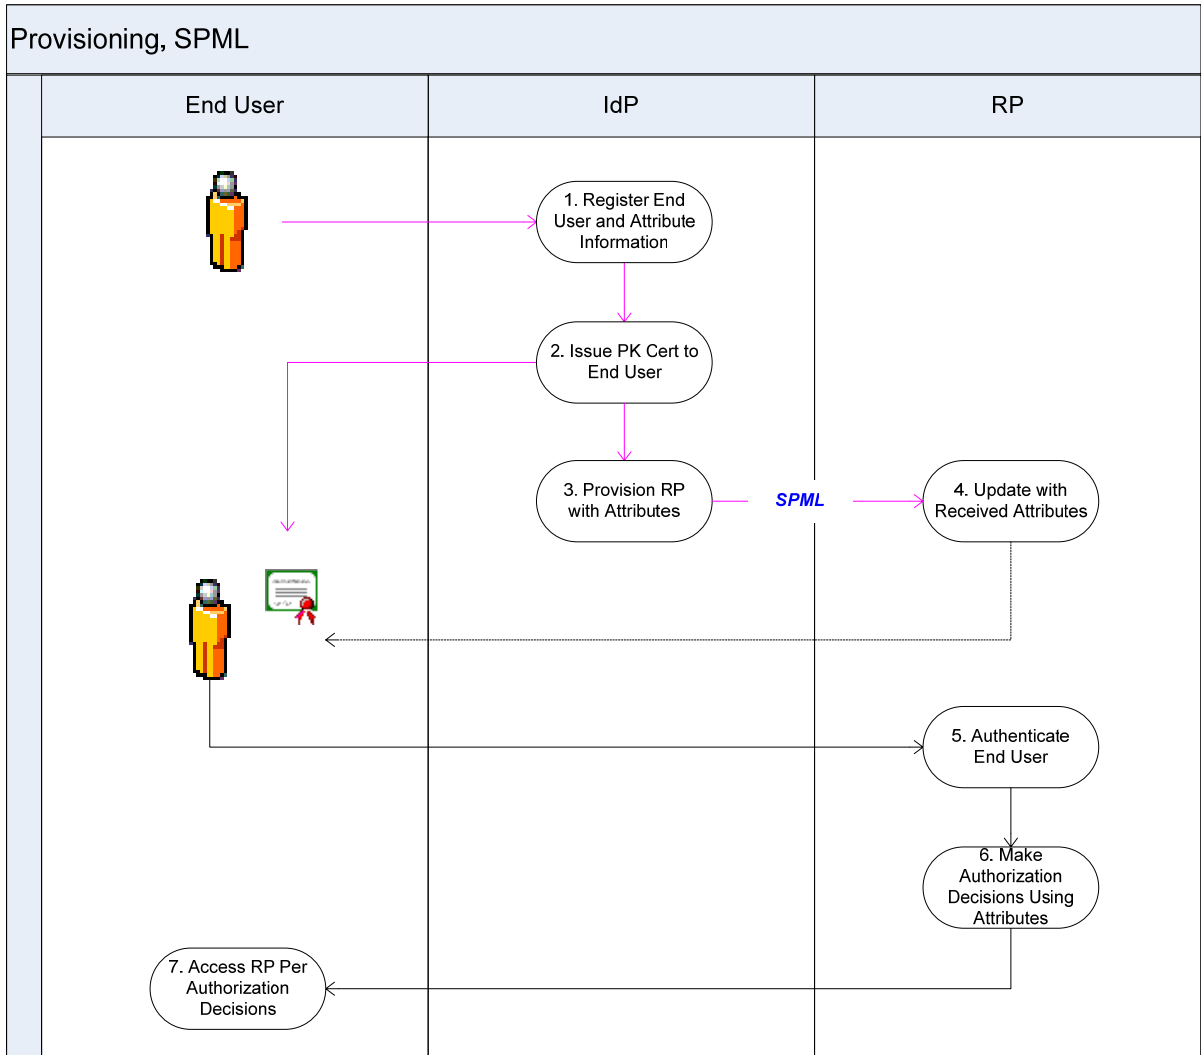 Provisioning, SPML
End User
IdP
RP
1. Register End
User and Attribute
Information
2. Issue PK Cert to
End User
3. Provision RP
with Attributes
SPML
4. Update with
Received Attributes
5. Authenticate
End User
6. Make
Authorization
Decisions Using
Attributes
7. Access RP Per
Authorization
Decisions